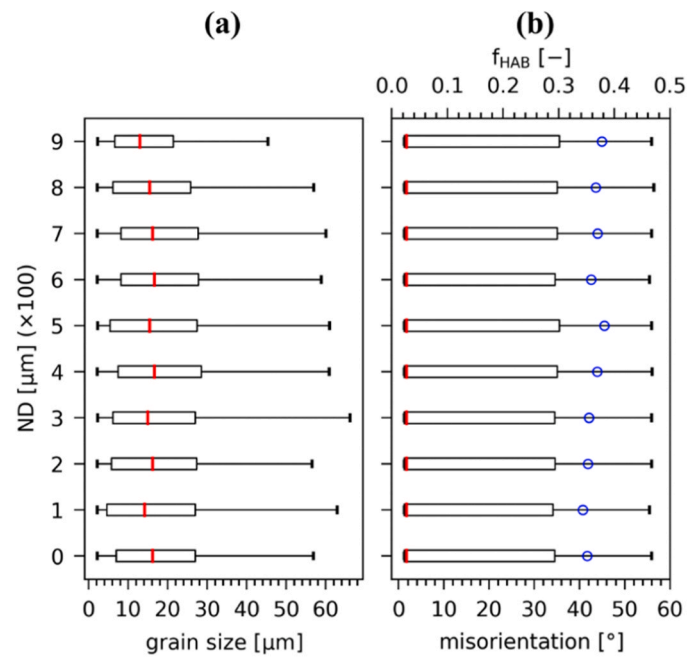 (a)
(b)
f_HAB [−]
0.0 0.1 0.2 0.3 0.4 0.5
9
8
7
6
5
4
3
2
1
0
ND [μm] (×100)
0 10 20 30 40 50 60
0 10 20 30 40 50 60
grain size [μm]
misorientation [°]